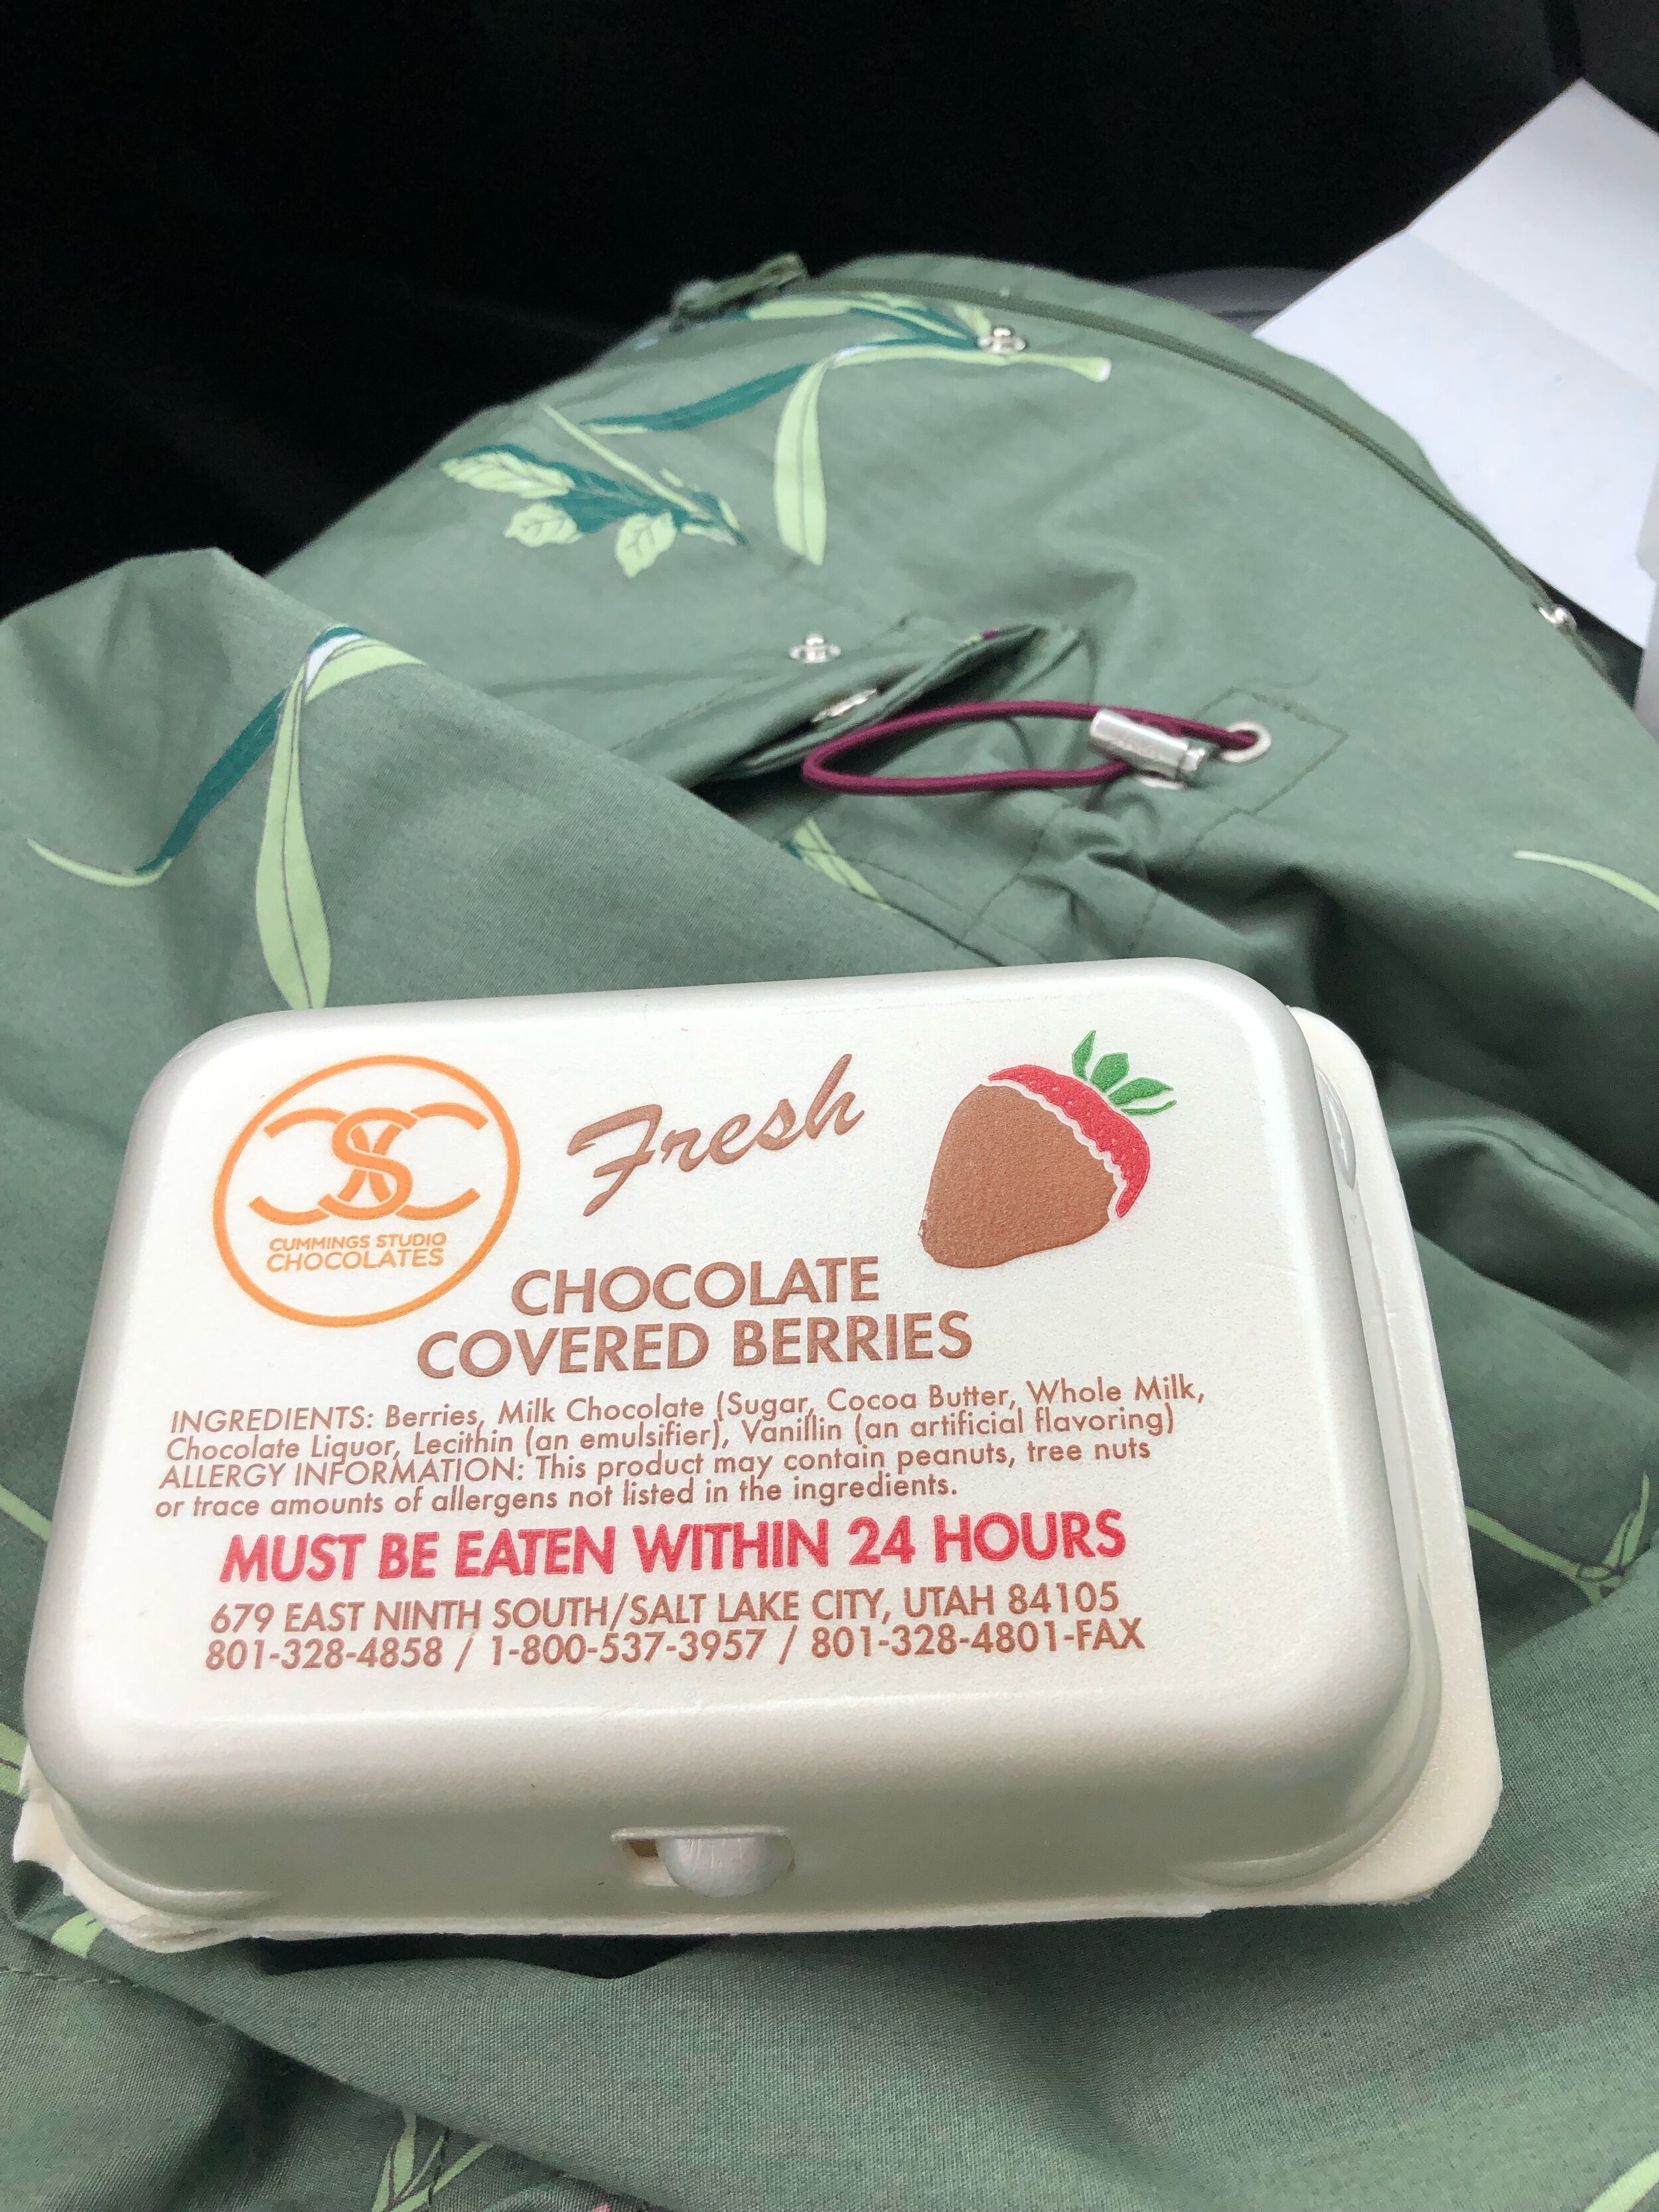 CSC
CUMMINGS STUDIO
CHOCOLATES
Fresh
CHOCOLATE
COVERED BERRIES
INGREDIENTS: Berries, Milk Chocolate (Sugar, Cocoa Butter, Whole Milk,
Chocolate Liquor, Lecithin (an emulsifier), Vanillin (an artificial flavoring)
ALLERGY INFORMATION: This product may contain peanuts, tree nuts
or trace amounts of allergens not listed in the ingredients.
MUST BE EATEN WITHIN 24 HOURS
679 EAST NINTH SOUTH/SALT LAKE CITY, UTAH 84105
801-328-4858 / 1-800-537-3957 / 801-328-4801-FAX